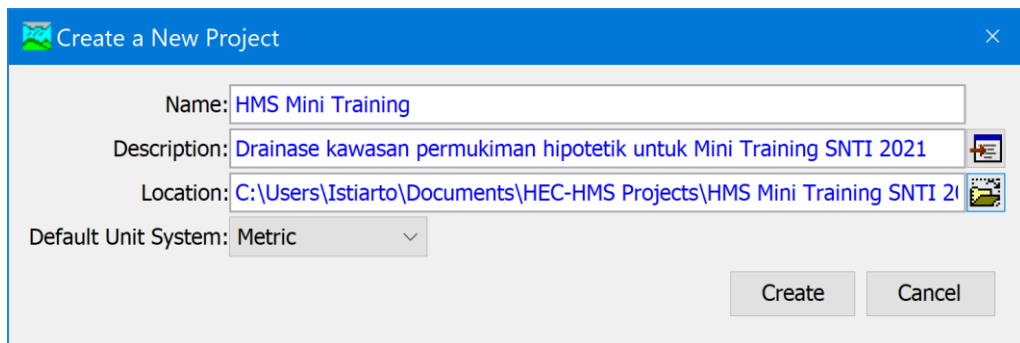 Create a New Project
Name: HMS Mini Training
Description: Drainase kawasan permukiman hipotetik untuk Mini Training SNTI 2021
Location: C:\Users\Istiarto\Documents\HEC-HMS Projects\HMS Mini Training SNTI
Default Unit System: Metric
Create Cancel